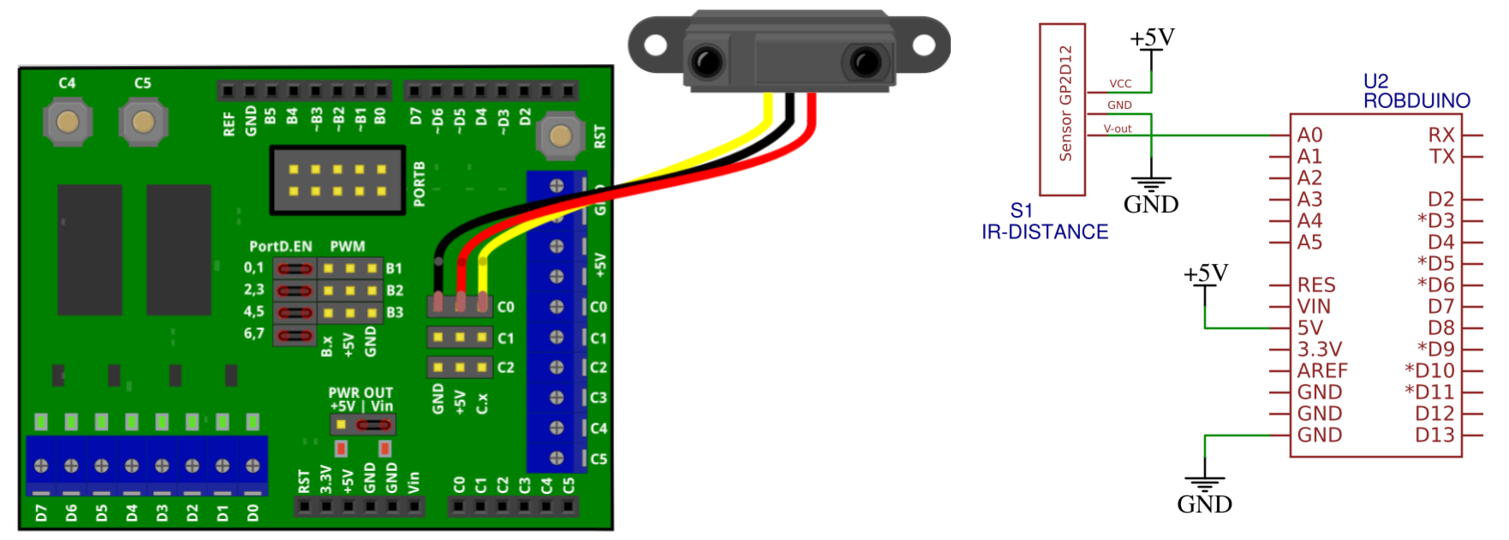 C4
C5
REF
GND
B5
B4
~B3
~B2
~B1
B0
D7
~D6
~D5
D4
~D3
D2
RST
PORTB
+5V
C0
C1
C2
C3
C4
C5
PortD.EN PWM
0,1
2,3
4,5
6,7
B1
B2
B3
B.x
+5V
GND
C0
C1
C2
GND
+5V
C.x
PWR OUT
+5V | Vin
RST
3.3V
+5V
GND
GND
Vin
C0
C1
C2
C3
C4
C5
D7
D6
D5
D4
D3
D2
D1
D0
Sensor GP2D12
VCC
GND
V-out
+5V
GND
S1
IR-DISTANCE
U2
ROBDUINO
A0
A1
A2
A3
A4
A5
RES
VIN
5V
3.3V
AREF
GND
GND
GND
RX
TX
D2
*D3
D4
*D5
*D6
D7
D8
*D9
*D10
*D11
D12
D13
+5V
GND